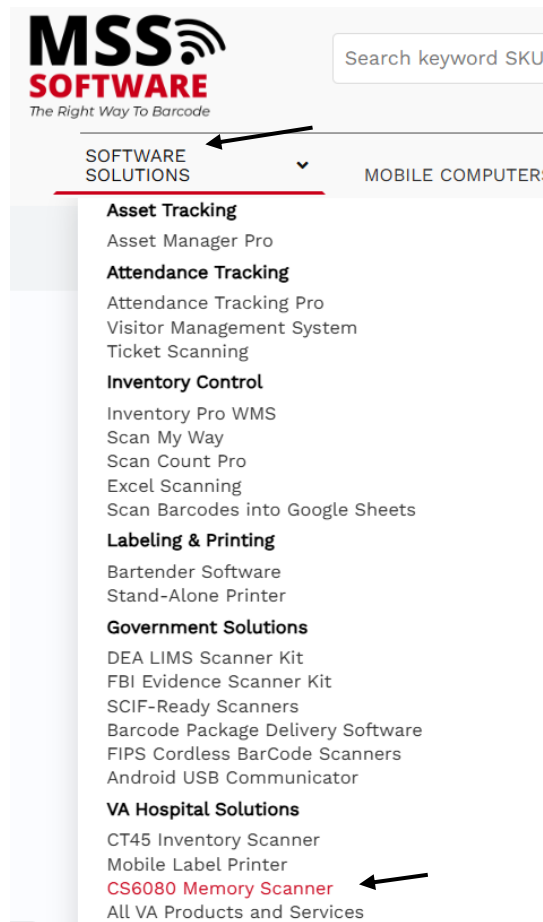 MSS
SOFTWARE
The Right Way To Barcode
Search keyword SKU
SOFTWARE
SOLUTIONS
MOBILE COMPUTERS
Asset Tracking
Asset Manager Pro
Attendance Tracking
Attendance Tracking Pro
Visitor Management System
Ticket Scanning
Inventory Control
Inventory Pro WMS
Scan My Way
Scan Count Pro
Excel Scanning
Scan Barcodes into Google Sheets
Labeling & Printing
Bartender Software
Stand-Alone Printer
Government Solutions
DEA LIMS Scanner Kit
FBI Evidence Scanner Kit
SCIF-Ready Scanners
Barcode Package Delivery Software
FIPS Cordless BarCode Scanners
Android USB Communicator
VA Hospital Solutions
CT45 Inventory Scanner
Mobile Label Printer
CS6080 Memory Scanner
All VA Products and Services